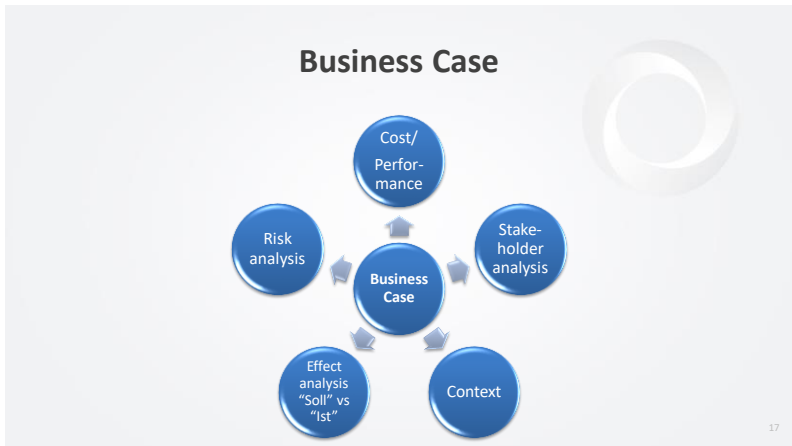 Business Case
Cost/
Perfor-
mance
Stake-
holder
analysis
Context
Effect
analysis
“Soll” vs
“Ist”
Risk
analysis
Business
Case
17